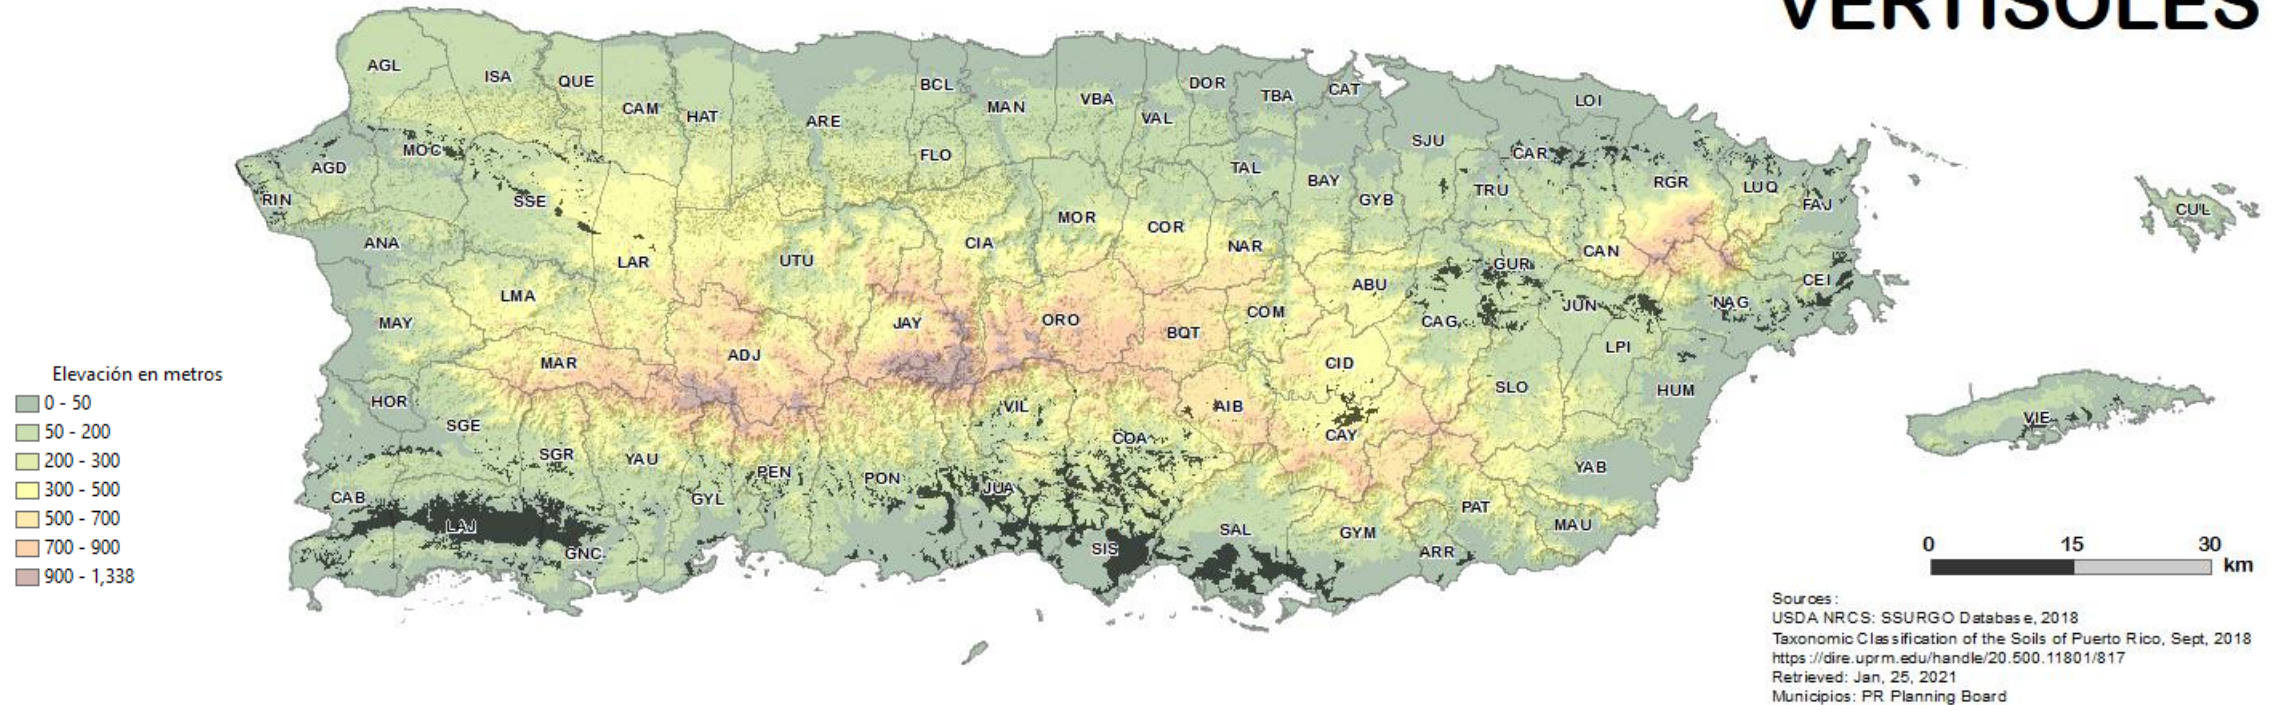 VERTISOLES
AGL
ISA
QUE
CAM
HAT
ARE
BCL
MAN
VBA
DOR
VAL
TBA
CAT
SJU
LOI
CAR
AGD
MOC
RIN
SSE
FLO
TAL
BAY
GYB
TRU
RGR
LUQ
FAJ
CUL
ANA
LAR
UTU
CIA
MOR
COR
NAR
ABU
GUR
CAN
CEI
LMA
MAY
JAY
ORO
BQT
COM
CAG
JUN
NAG
MAR
ADJ
CID
LPI
SLO
HUM
HOR
SGE
VIL
AIB
CAY
COA
VIE
SGR
YAU
PEN
PON
JUA
YAB
CAB
GYL
LAJ
GNC
SIS
SAL
GYM
PAT
MAU
ARR
Elevación en metros
0 - 50
50 - 200
200 - 300
300 - 500
500 - 700
700 - 900
900 - 1,338
0 15 30
km
Sources:
USDA NRCS: SSURGO Database, 2018
Taxonomic Classification of the Soils of Puerto Rico, Sept, 2018
https://dire.uprm.edu/handle/20.500.11801/817
Retrieved: Jan, 25, 2021
Municipios: PR Planning Board